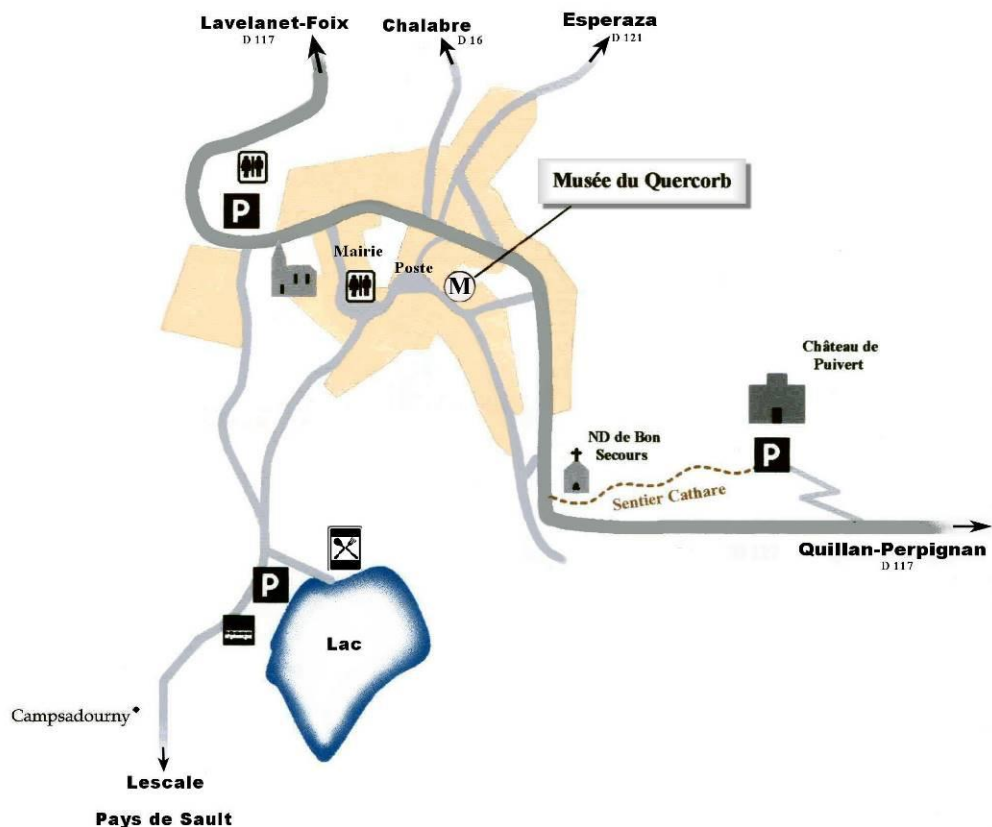 Lavelanet-Foix
D 117
Chalabre
D 16
Esperaza
D 121
Musée du Quercorb
P
Mairie
Poste
M
Château de
Puivert
ND de Bon
Secours
P
Sentier Cathare
Quillan-Perpignan
D 117
P
Lac
Campsadourny
Lescale
Pays de Sault